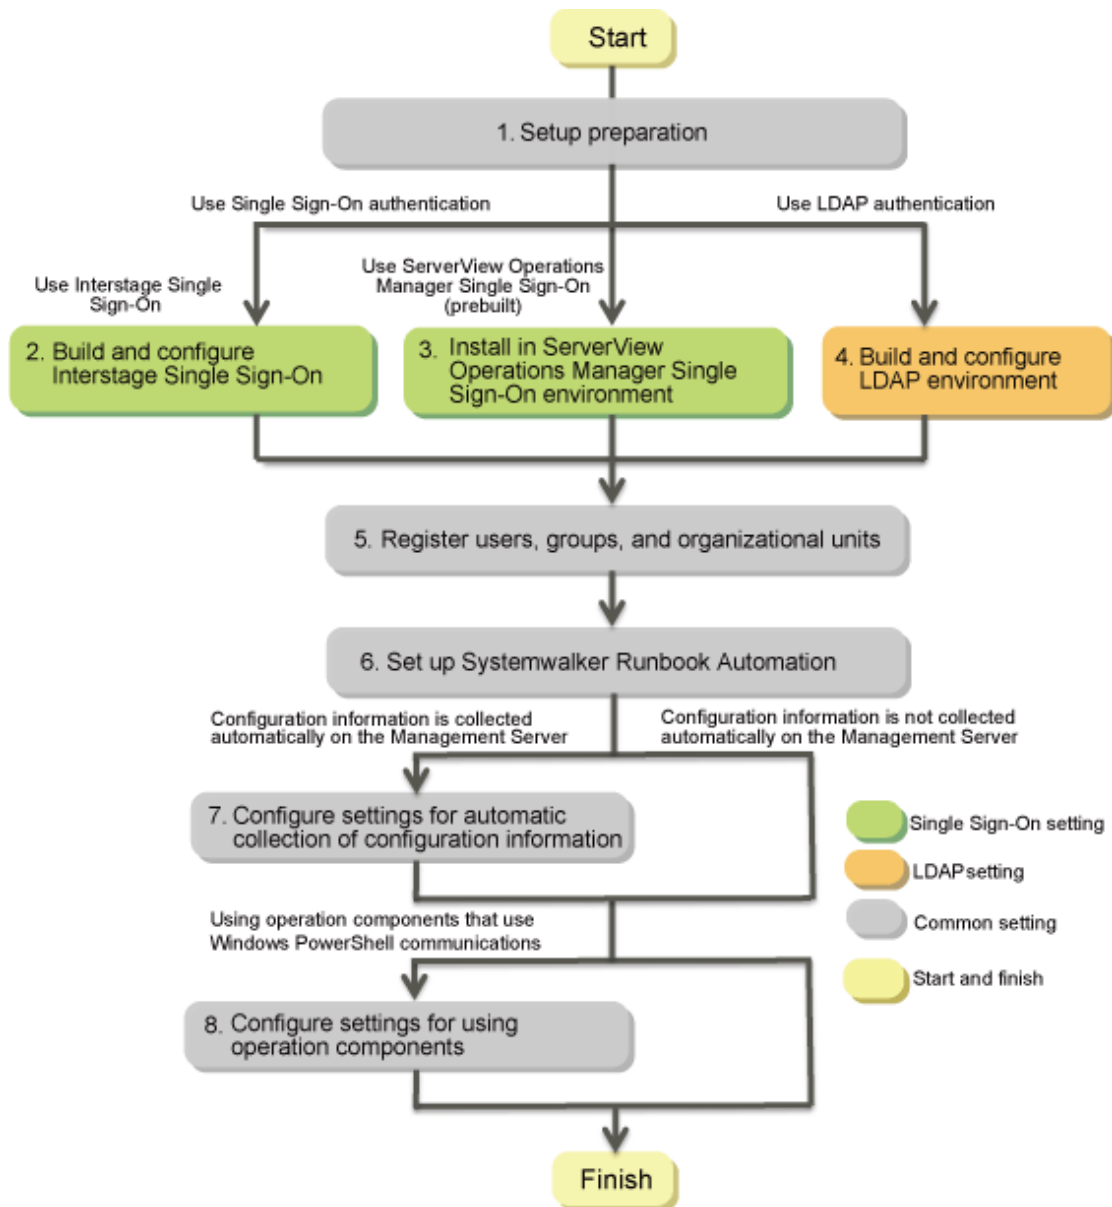 Start
1. Setup preparation
Use Single Sign-On authentication
Use LDAP authentication
Use Interstage Single
Sign-On
Use ServerView Operations
Manager Single Sign-On
(prebuilt)
2. Build and configure
Interstage Single Sign-On
3. Install in ServerView
Operations Manager Single
Sign-On environment
4. Build and configure
LDAP environment
5. Register users, groups, and organizational units
6. Set up Systemwalker Runbook Automation
Configuration information is collected
automatically on the Management Server
Configuration information is not collected
automatically on the Management Server
7. Configure settings for automatic
collection of configuration information
Single Sign-On setting
LDAP setting
Common setting
Start and finish
Using operation components that use
Windows PowerShell communications
8. Configure settings for using
operation components
Finish